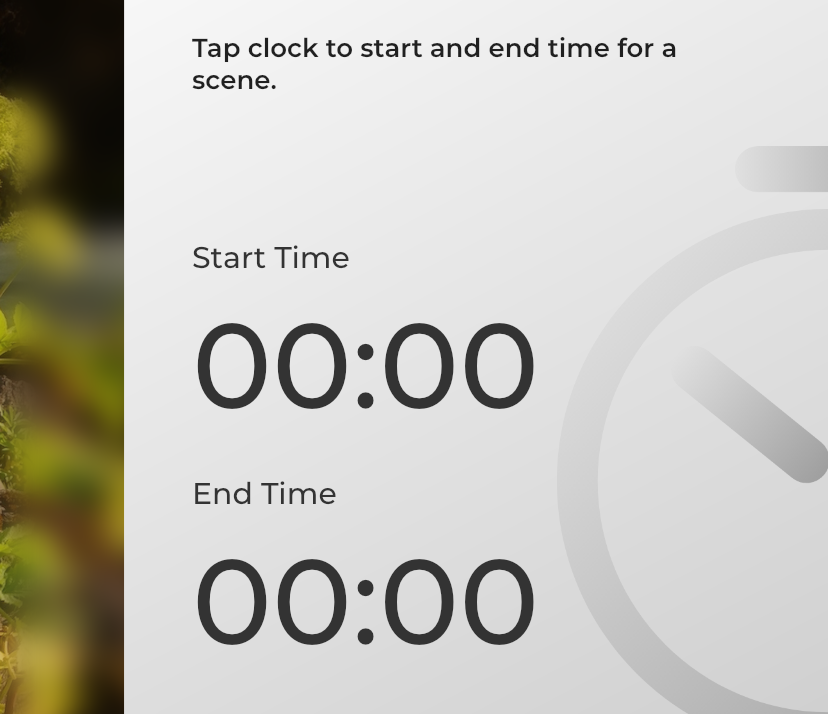 Tap clock to start and end time for a
scene.
Start Time
00:00
End Time
00:00